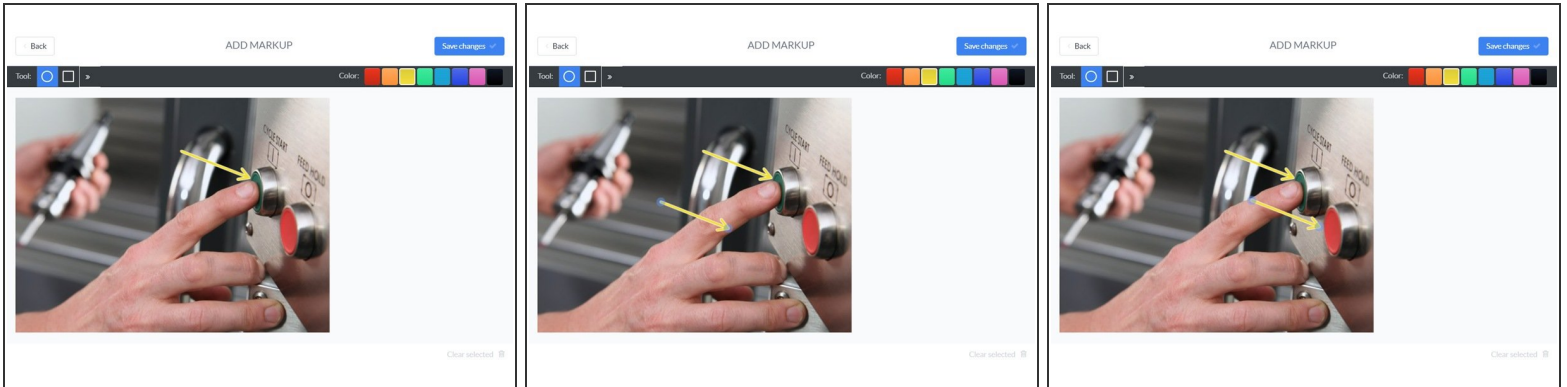 Back
ADD MARKUP
Save changes
Tool:
»
Color:
CYCLE START
FEED HOLD
Clear selected
Back
ADD MARKUP
Save changes
Tool:
»
Color:
CYCLE START
FEED HOLD
Clear selected
Back
ADD MARKUP
Save changes
Tool:
»
Color:
CYCLE START
FEED HOLD
Clear selected